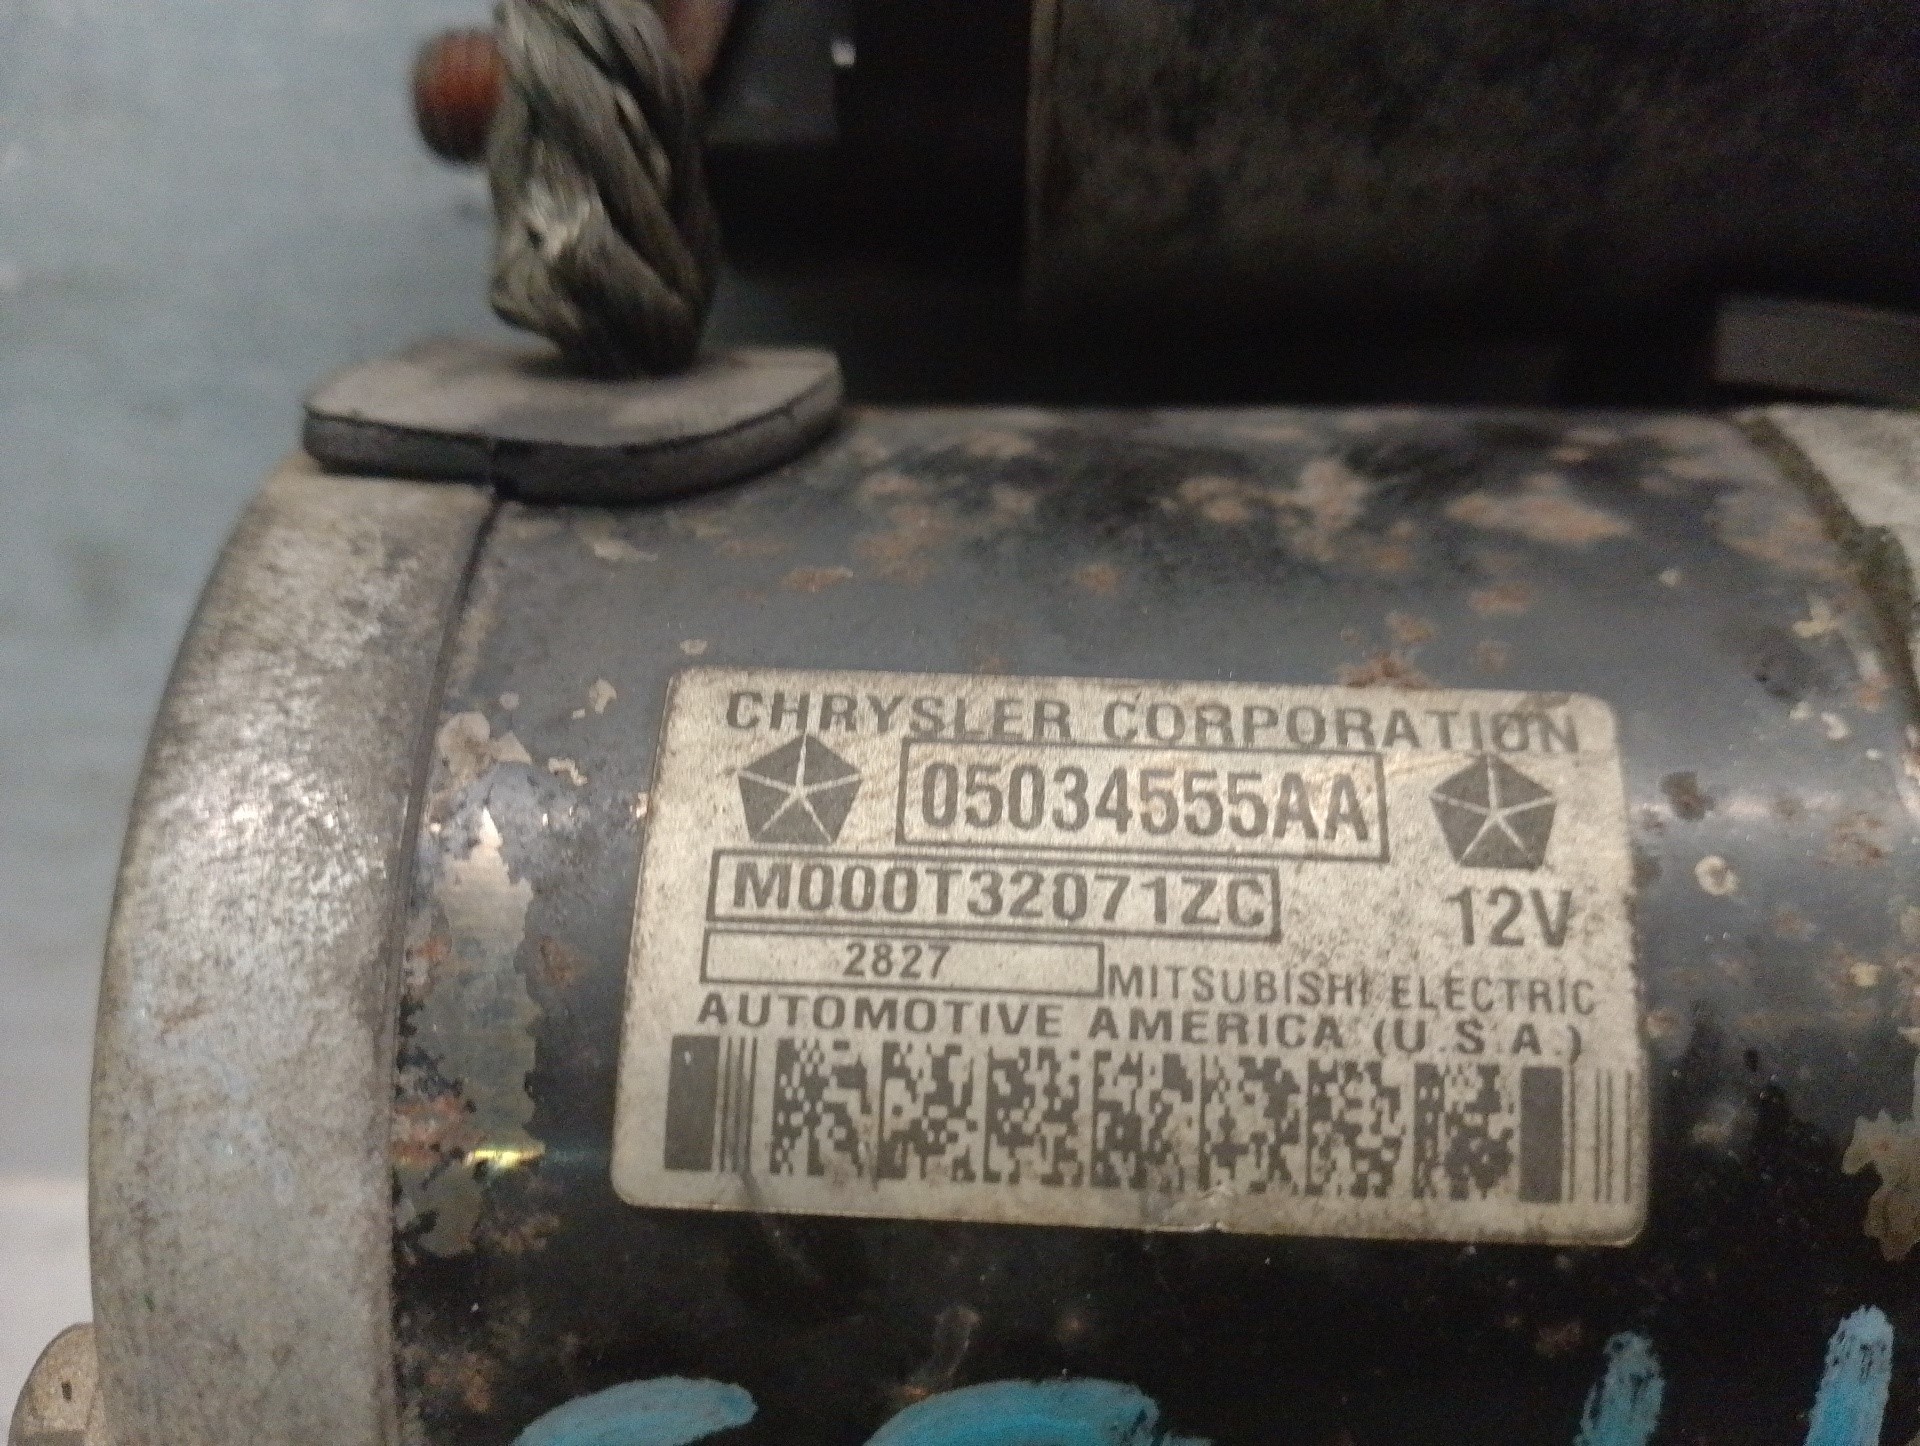 CHRYSLER CORPORATION
05034555AA
M000T32071ZC
12V
2827
MITSUBISHI ELECTRIC
AUTOMOTIVE AMERICA (U.S.A.)